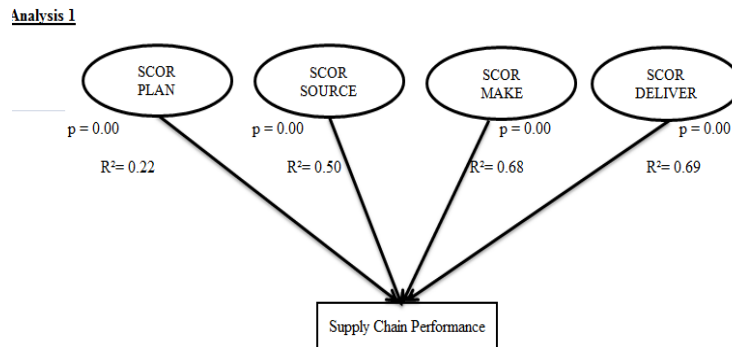 Analysis 1
SCOR
PLAN
SCOR
SOURCE
SCOR
MAKE
SCOR
DELIVER
p = 0.00
p = 0.00
p = 0.00
p = 0.00
R²= 0.22
R²= 0.50
R²= 0.68
R²= 0.69
Supply Chain Performance